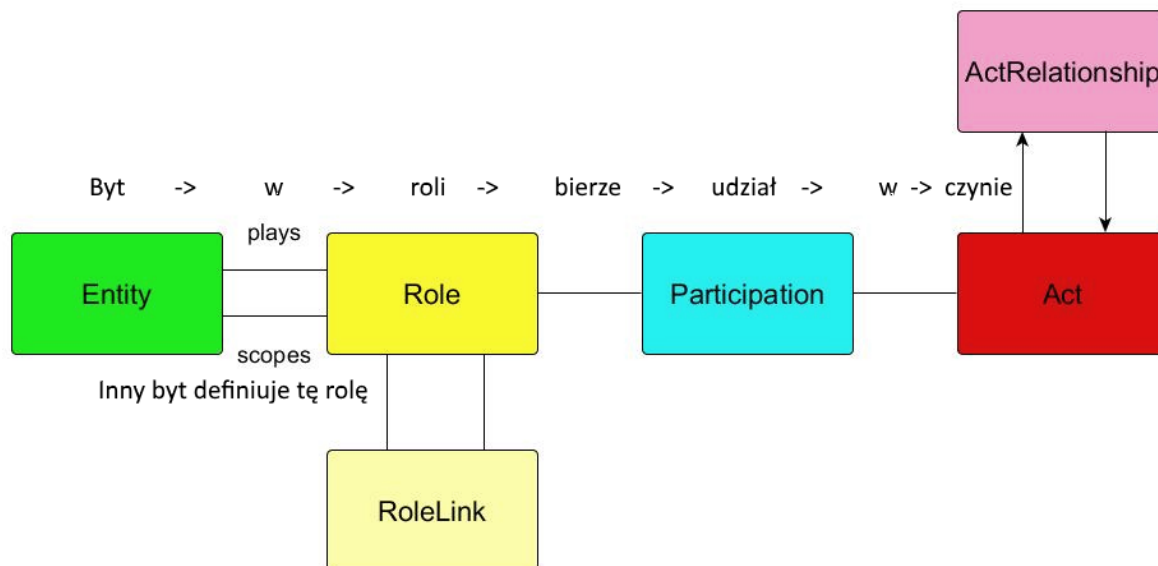 ActRelationship
Byt -> w -> roli -> bierze -> udział -> w -> czynie
plays
Entity
Role
Participation
Act
scopes
Inny byt definiuje tę rolę
RoleLink